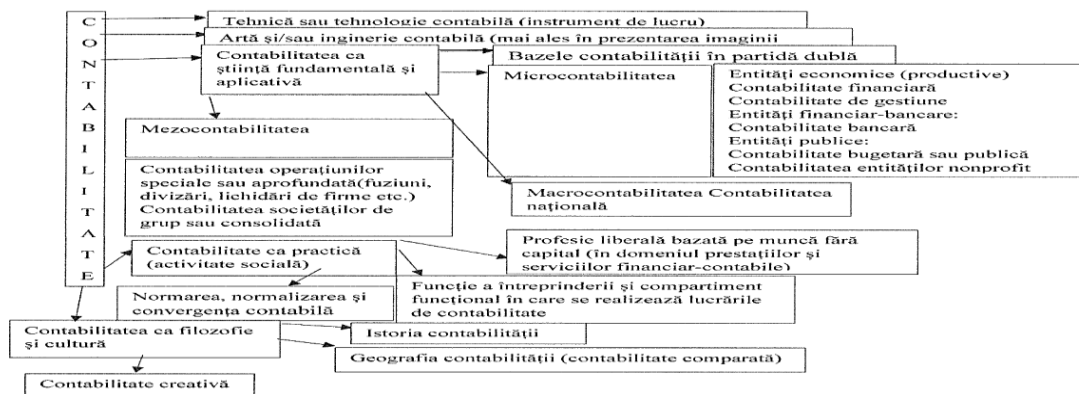 CONTABILITATE
Tehnică sau tehnologie contabilă (instrument de lucru)
Artă şi/sau inginerie contabilă (mai ales în prezentarea imaginii
Contabilitatea ca
ştiinţă fundamentală şi
aplicativă
Bazele contabilităţii în partidă dublă
Microcontabilitatea
Entităţi economice (productive)
Contabilitate financiară
Contabilitate de gestiune
Entităţi financiar-bancare:
Contabilitate bancară
Entităţi publice:
Contabilitate bugetară sau publică
Contabilitatea entităţilor nonprofit
Mezocontabilitatea
Contabilitatea operaţiunilor
speciale sau aprofundată(fuziuni,
divizări, lichidări de firme etc.)
Contabilitatea societăţilor de
grup sau consolidată
Macrocontabilitatea Contabilitatea
naţională
Contabilitate ca practică
(activitate socială)
Profesie liberală bazată pe muncă fără
capital (în domeniul prestaţiilor şi
serviciilor financiar-contabile)
Funcţie a întreprinderii şi compartiment
funcţional în care se realizează lucrările
de contabilitate
Normarea, normalizarea şi
convergenţa contabilă
Contabilitatea ca filozofie
şi cultură
Istoria contabilităţii
Geografia contabilităţii (contabilitate comparată)
Contabilitate creativă